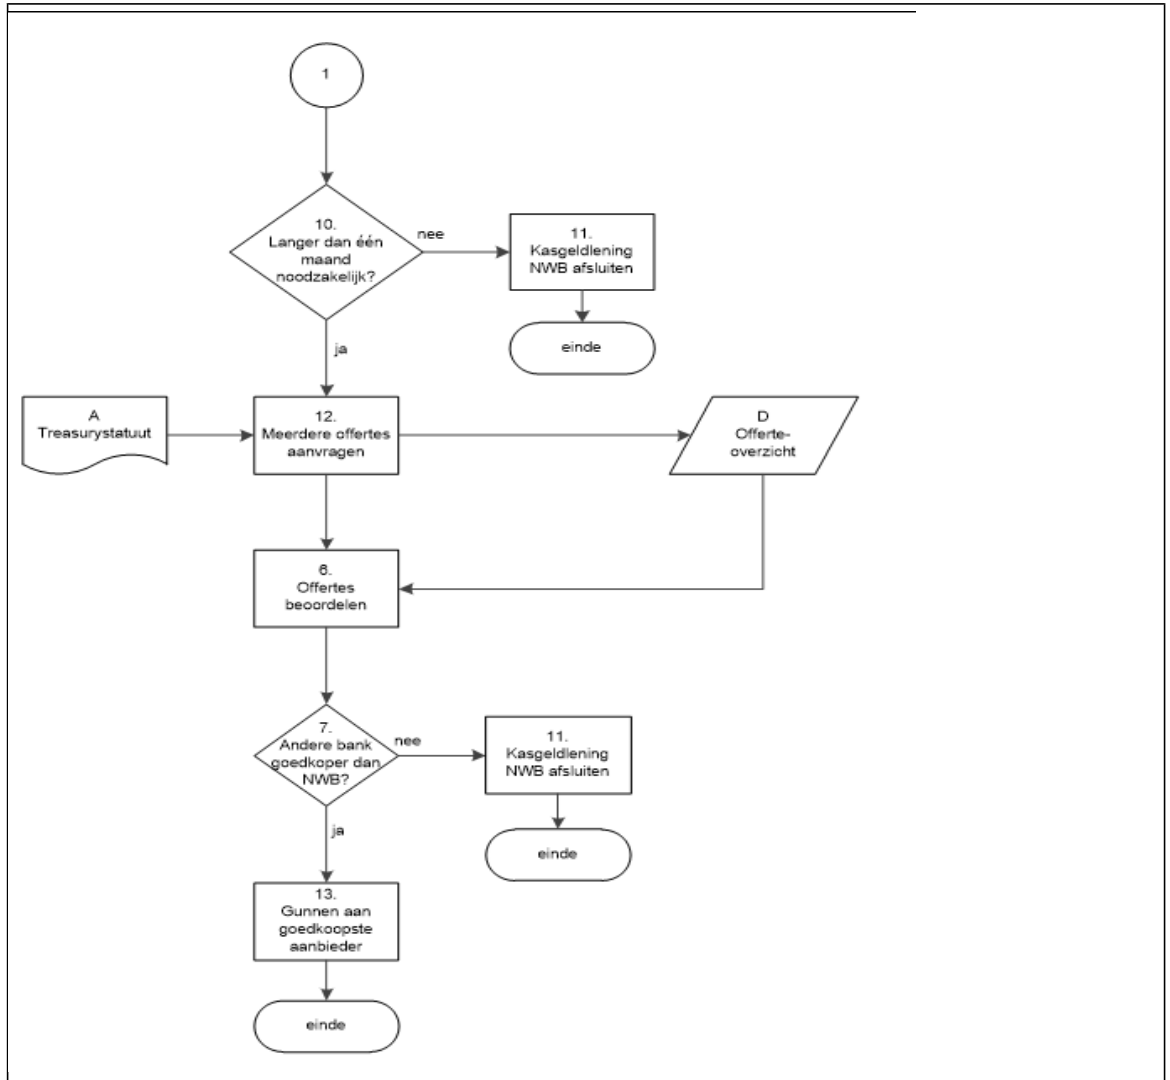 1
10.
Langer dan één
maand
noodzakelijk?
nee
11.
Kasgeldlening
NWB afsluiten
einde
ja
A
Treasurystatuut
12.
Meerdere offertes
aanvragen
D
Offerte-
overzicht
6.
Offertes
beoordelen
7.
Andere bank
goedkoper dan
NWB?
nee
11.
Kasgeldlening
NWB afsluiten
einde
ja
13.
Gunnen aan
goedkoopste
aanbieder
einde